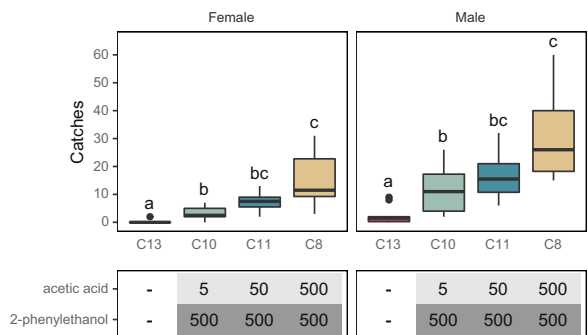 Female Male
Catches
60
50
40
30
20
10
0
a b bc c
a b bc c
C13 C10 C11 C8 C13 C10 C11 C8
acetic acid - 5 50 500 - 5 50 500
2-phenylethanol - 500 500 500 - 500 500 500